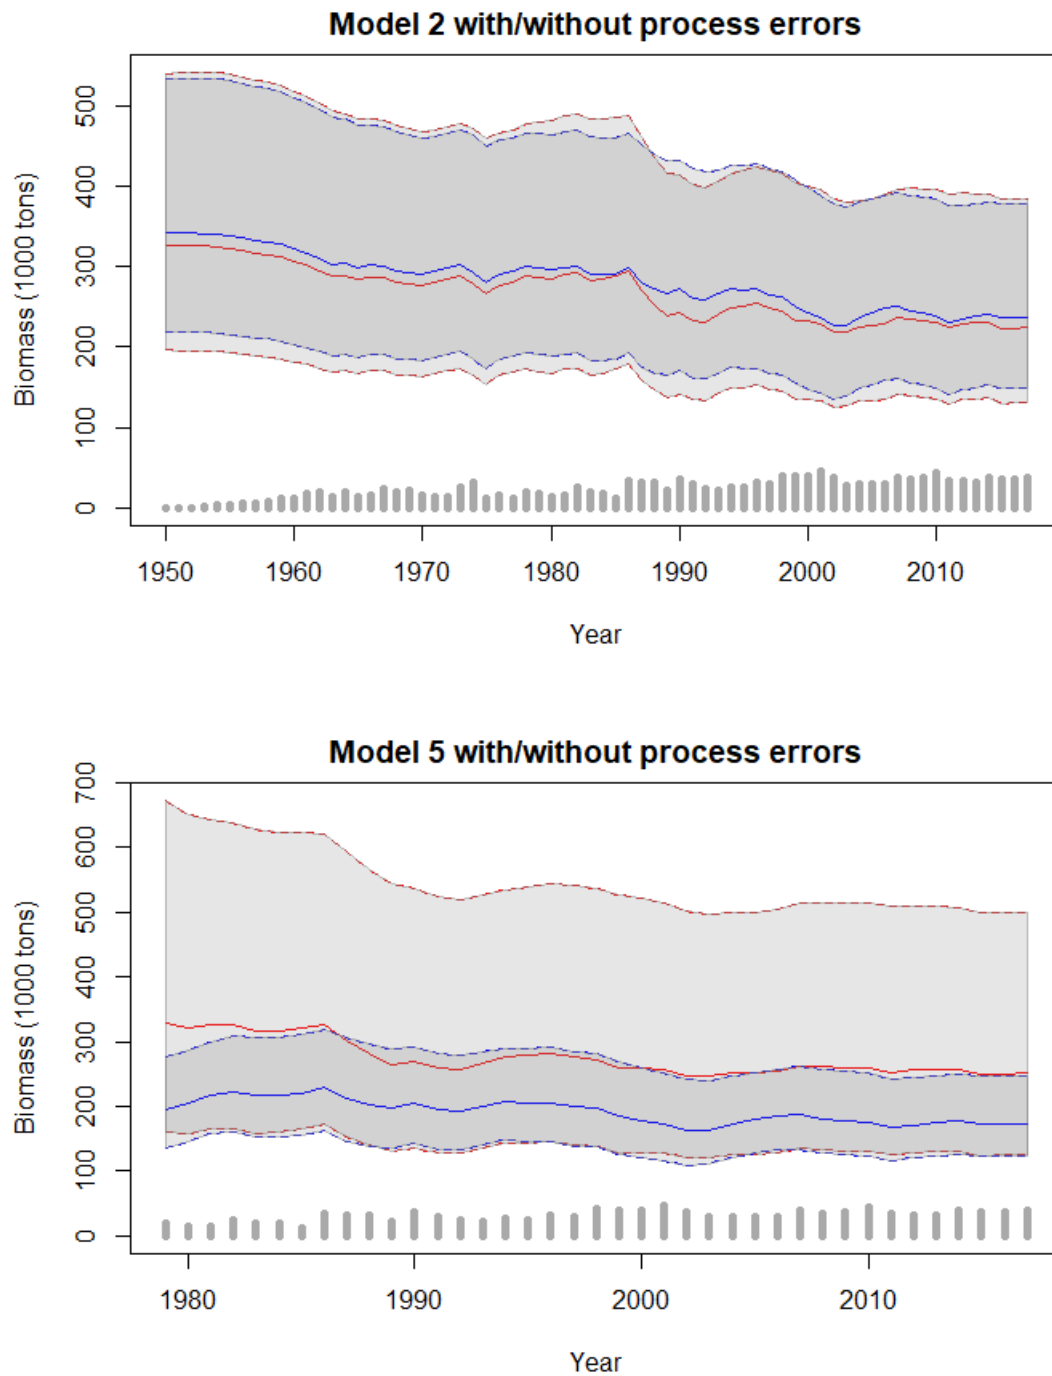 Model 2 with/without process errors
Biomass (1000 tons)
500
400
300
200
100
0
1950 1960 1970 1980 1990 2000 2010
Year
Model 5 with/without process errors
Biomass (1000 tons)
700
600
500
400
300
200
100
0
1980 1990 2000 2010
Year